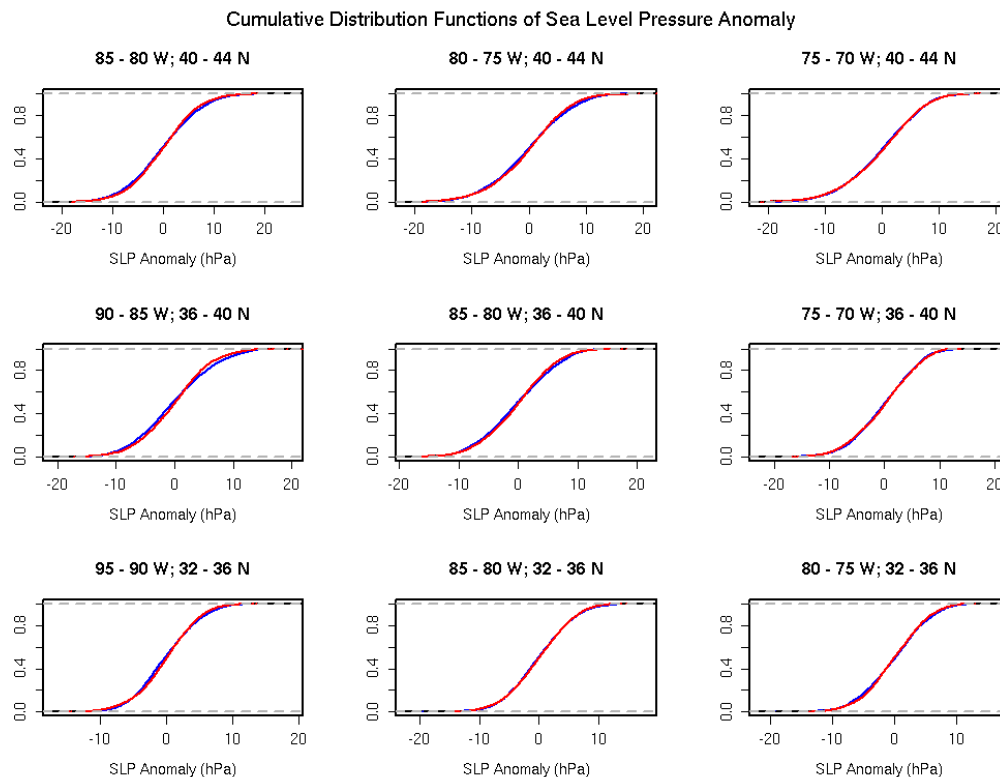 Cumulative Distribution Functions of Sea Level Pressure Anomaly
85 - 80 W; 40 - 44 N
80 - 75 W; 40 - 44 N
75 - 70 W; 40 - 44 N
0.0 0.4 0.8
0.0 0.4 0.8
0.0 0.4 0.8
-20 -10 0 10 20
-20 -10 0 10 20
-20 -10 0 10 20
SLP Anomaly (hPa)
SLP Anomaly (hPa)
SLP Anomaly (hPa)
90 - 85 W; 36 - 40 N
85 - 80 W; 36 - 40 N
75 - 70 W; 36 - 40 N
0.0 0.4 0.8
0.0 0.4 0.8
0.0 0.4 0.8
-20 -10 0 10 20
-20 -10 0 10 20
-20 -10 0 10 20
SLP Anomaly (hPa)
SLP Anomaly (hPa)
SLP Anomaly (hPa)
95 - 90 W; 32 - 36 N
85 - 80 W; 32 - 36 N
80 - 75 W; 32 - 36 N
0.0 0.4 0.8
0.0 0.4 0.8
0.0 0.4 0.8
-10 0 10 20
-20 -10 0 10
-20 -10 0 10
SLP Anomaly (hPa)
SLP Anomaly (hPa)
SLP Anomaly (hPa)